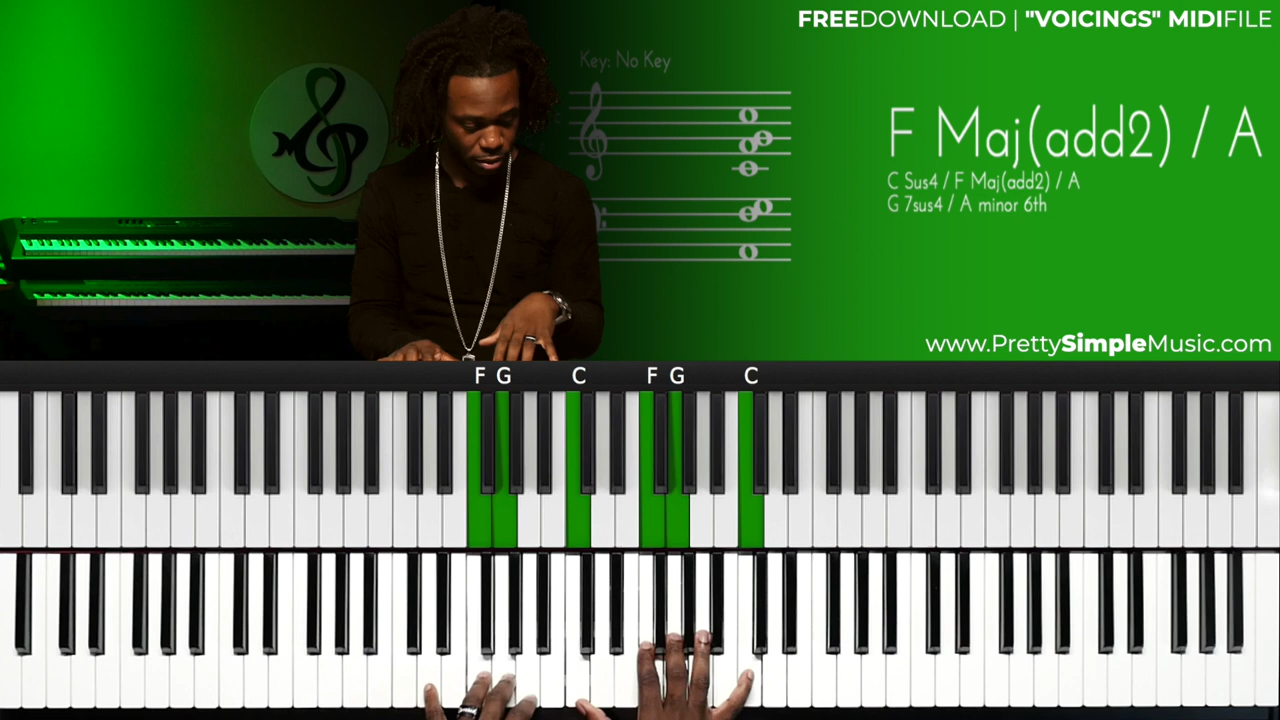 FREEDOWNLOAD | "VOICINGS" MIDIFILE
Key: No Key
F Maj(add2) / A
C Sus4 / F Maj(add2) / A
G 7sus4 / A minor 6th
www.PrettySimpleMusic.com
F G C F G C